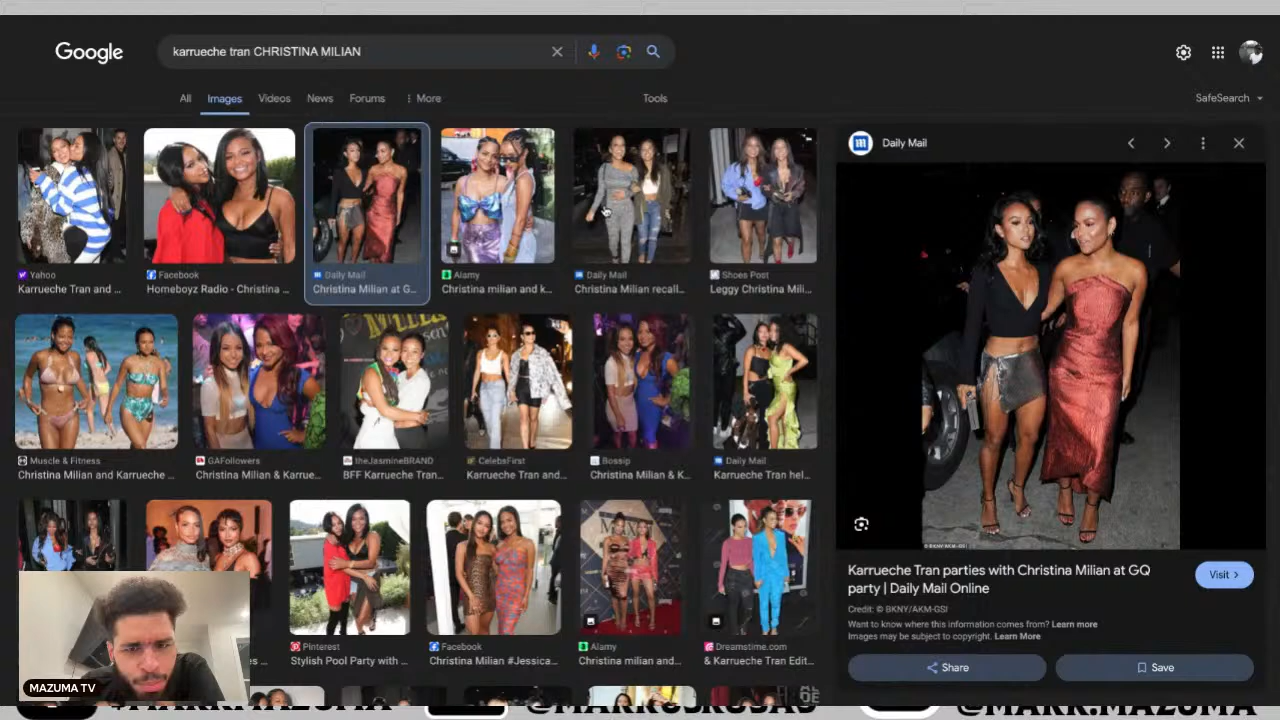 Google
karrueche tran CHRISTINA MILIAN
All Images Videos News Forums More
Tools
SafeSearch
Yahoo
Karrueche Tran and ...
Facebook
Homeboyz Radio - Christina ...
Daily Mail
Christina Milian at G...
Alamy
Christina milian and k...
Daily Mail
Christina Milian recall...
Shoes Post
Leggy Christina Mili...
Muscle & Fitness
Christina Milian and Karrueche ...
GAFollowers
Christina Milian & Karrue...
theJasmineBRAND
BFF Karrueche Tran...
CelebsFirst
Karrueche Tran and...
Bossip
Christina Milian & K...
Daily Mail
Karrueche Tran hel...
Pinterest
Stylish Pool Party with ...
Facebook
Christina Milian #Jessica...
Alamy
Christina milian and...
Dreamstime.com
& Karrueche Tran Edit...
Daily Mail
© BKNY/AKM-GSI
Karrueche Tran parties with Christina Milian at GQ
party | Daily Mail Online
Visit
Credit: © BKNY/AKM-GSI
Want to know where this information comes from? Learn more
Images may be subject to copyright. Learn More
Share
Save
MAZUMA TV